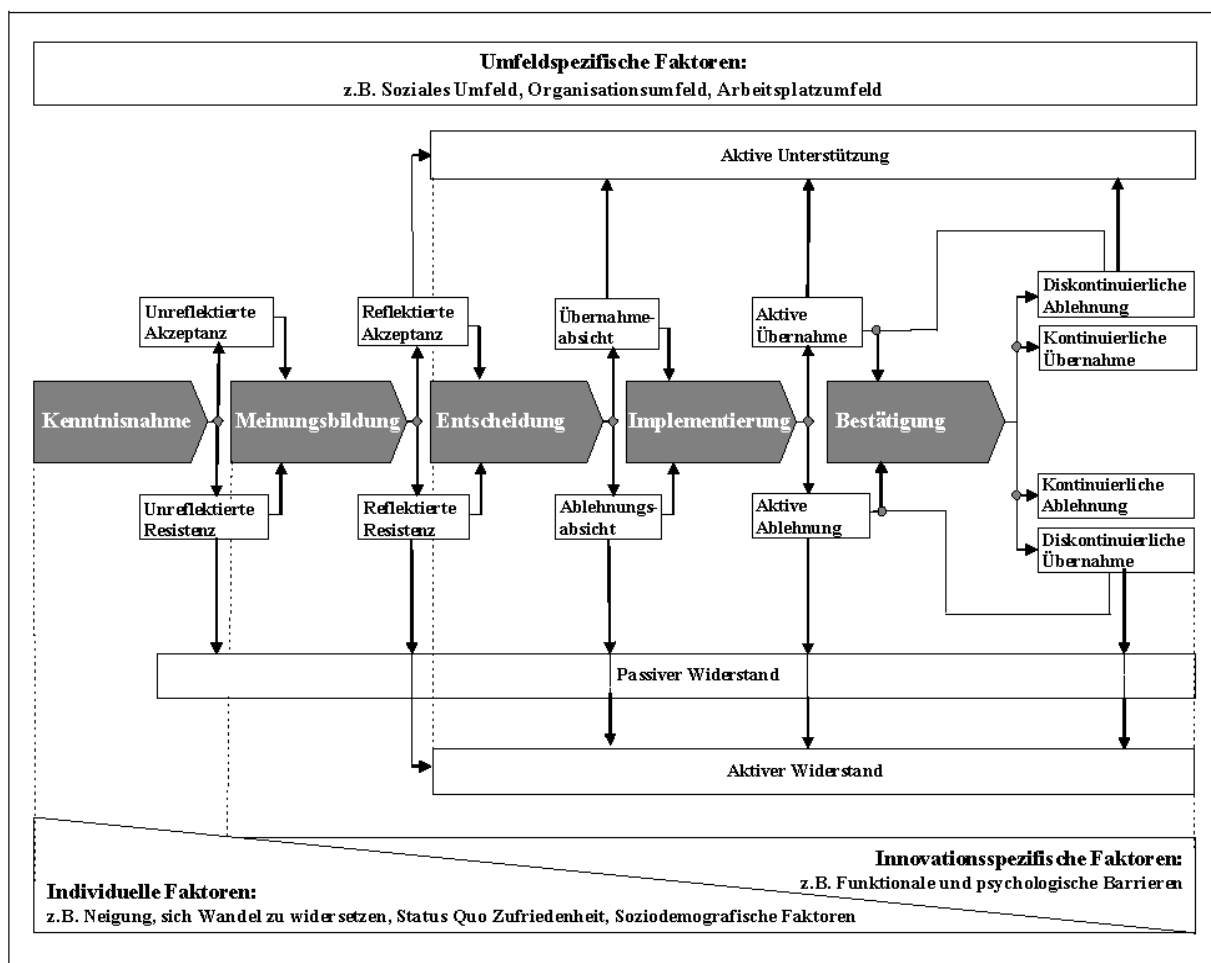 Umfeldspezifische Faktoren:
z.B. Soziales Umfeld, Organisationsumfeld, Arbeitsplatzumfeld
Aktive Unterstützung
Unreflektierte
Akzeptanz
Reflektierte
Akzeptanz
Übernahme-
absicht
Aktive
Übernahme
Diskontinuierliche
Ablehnung
Kontinuierliche
Übernahme
Kenntnisnahme
Meinungsbildung
Entscheidung
Implementierung
Bestätigung
Unreflektierte
Resistenz
Reflektierte
Resistenz
Ablehnungs-
absicht
Aktive
Ablehnung
Kontinuierliche
Ablehnung
Diskontinuierliche
Übernahme
Passiver Widerstand
Aktiver Widerstand
Innovationsspezifische Faktoren:
z.B. Funktionale und psychologische Barrieren
Individuelle Faktoren:
z.B. Neigung, sich Wandel zu widersetzen, Status Quo Zufriedenheit, Soziodemografische Faktoren